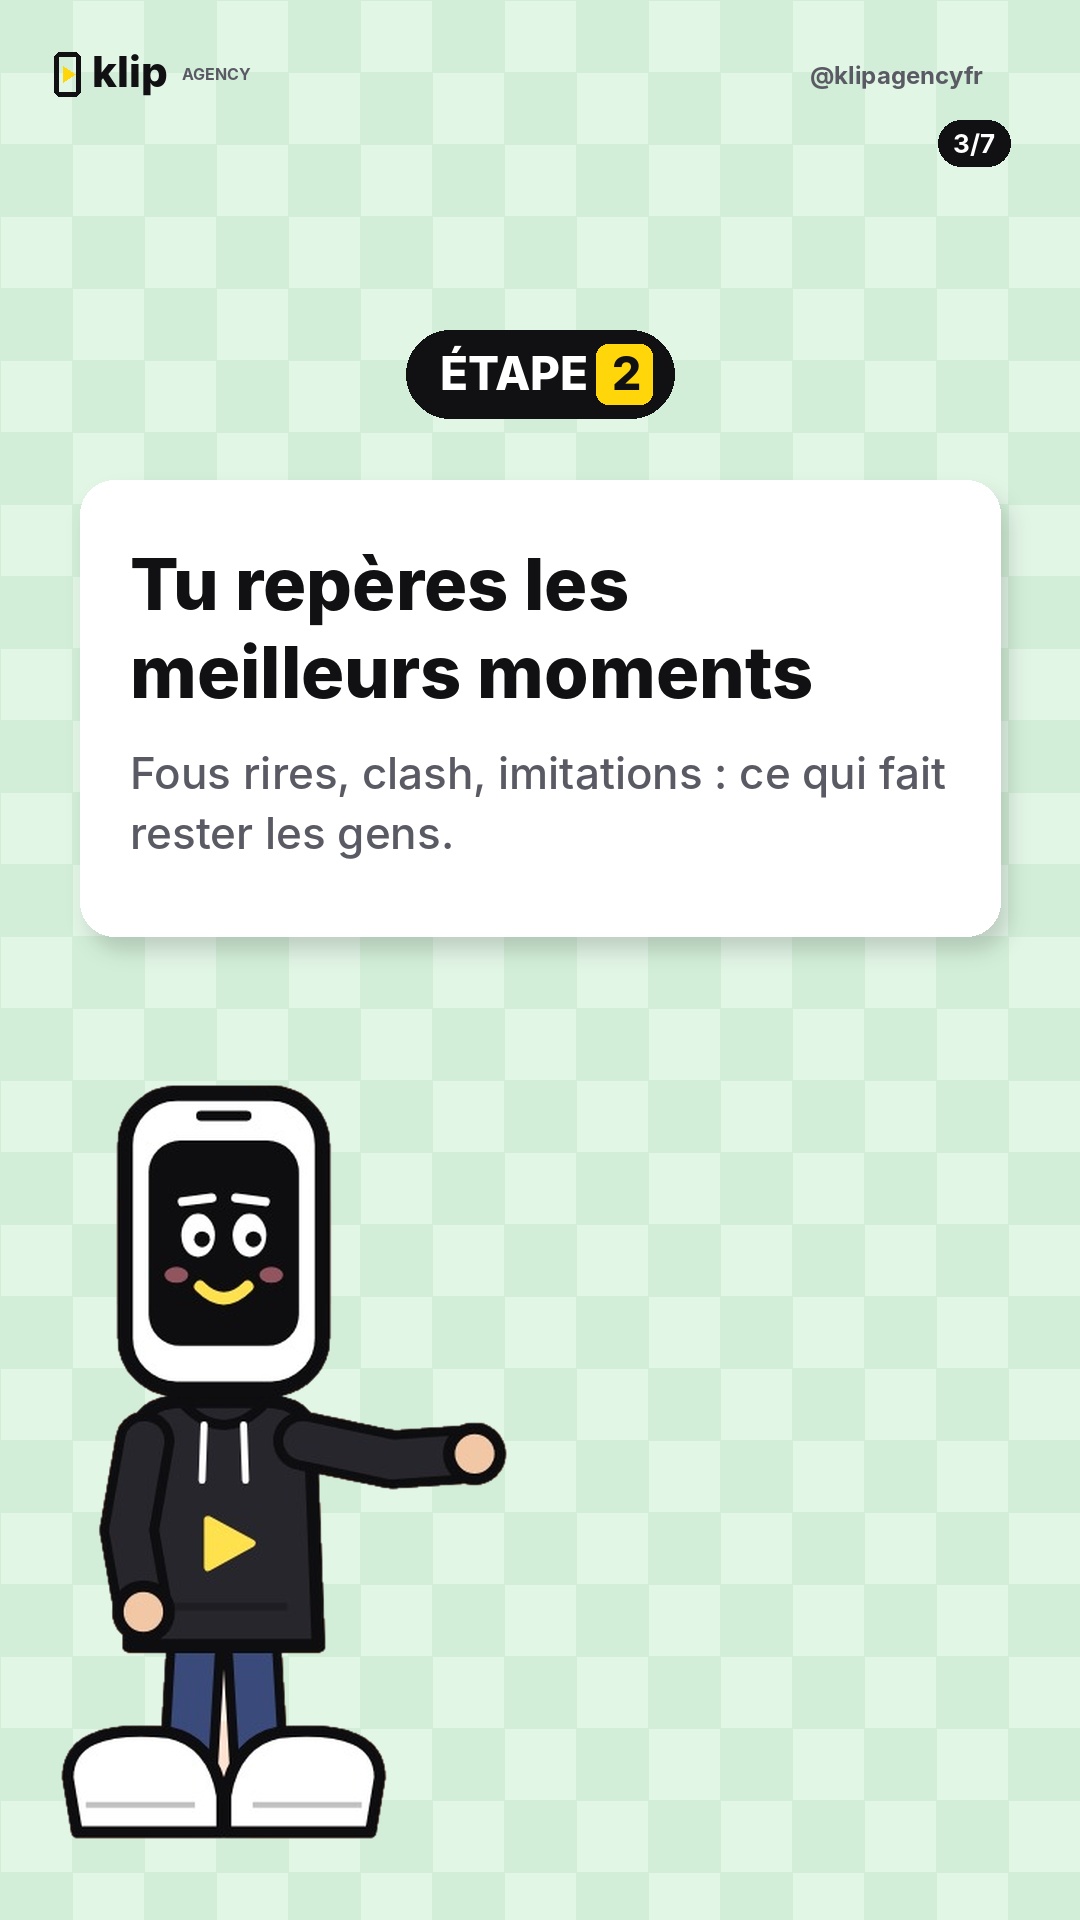 klip AGENCY
@klipagencyfr
3/7
ÉTAPE 2
Tu repères les
meilleurs moments
Fous rires, clash, imitations : ce qui fait
rester les gens.